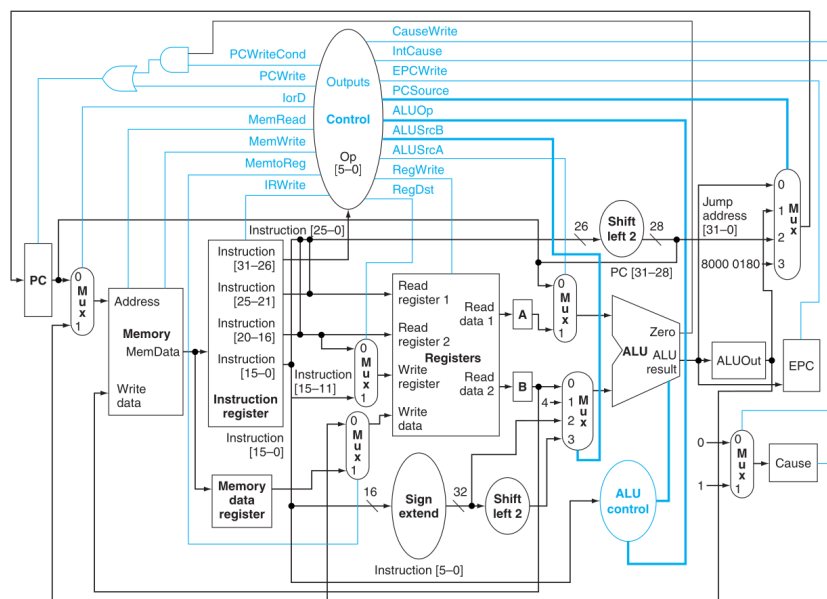 CauseWrite
IntCause
EPCWrite
PCSource
ALUOp
ALUSrcB
ALUSrcA
RegWrite
RegDst
PCWriteCond
PCWrite
IorD
MemRead
MemWrite
MemtoReg
IRWrite
Outputs
Control
Op
[5–0]
Instruction [25–0]
26
Shift
left 2
28
Jump
address
[31–0]
PC [31–28]
8000 0180
0
1
2
3
Mux
PC
0
Mux
1
Address
Memory
MemData
Write
data
Instruction
[31–26]
Instruction
[25–21]
Instruction
[20–16]
Instruction
[15–0]
Instruction
register
Instruction
[15–0]
Instruction
[15–11]
Memory
data
register
0
Mux
1
0
Mux
1
Read
register 1
Read
register 2
Registers
Write
register
Write
data
Read
data 1
Read
data 2
A
B
0
Mux
1
4
0
1
2
3
Mux
Zero
ALU
ALU
result
ALUOut
EPC
0
1
0
Mux
1
Cause
16
Sign
extend
32
Shift
left 2
ALU
control
Instruction [5–0]